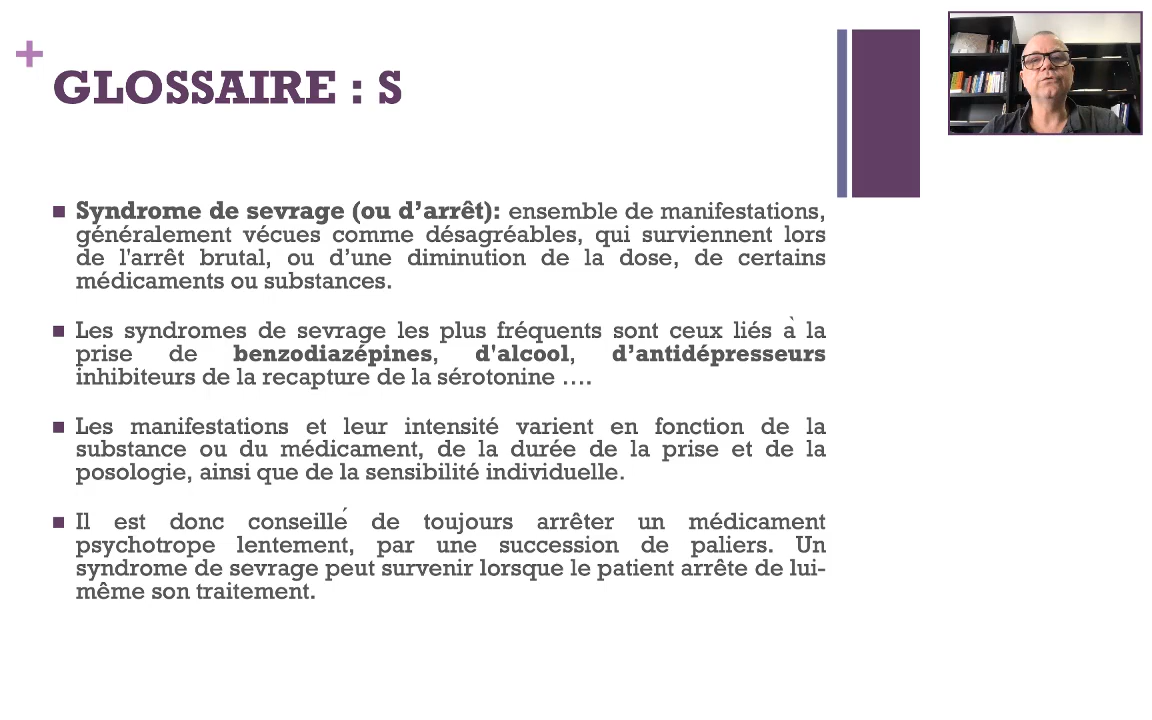 +
GLOSSAIRE : S
Syndrome de sevrage (ou d’arrêt): ensemble de manifestations,
généralement vécues comme désagréables, qui surviennent lors
de l'arrêt brutal, ou d’une diminution de la dose, de certains
médicaments ou substances.
Les syndromes de sevrage les plus fréquents sont ceux liés à la
prise de benzodiazépines, d'alcool, d’antidépresseurs
inhibiteurs de la recapture de la sérotonine ....
Les manifestations et leur intensité varient en fonction de la
substance ou du médicament, de la durée de la prise et de la
posologie, ainsi que de la sensibilité individuelle.
Il est donc conseillé de toujours arrêter un médicament
psychotrope lentement, par une succession de paliers. Un
syndrome de sevrage peut survenir lorsque le patient arrête de lui-
même son traitement.